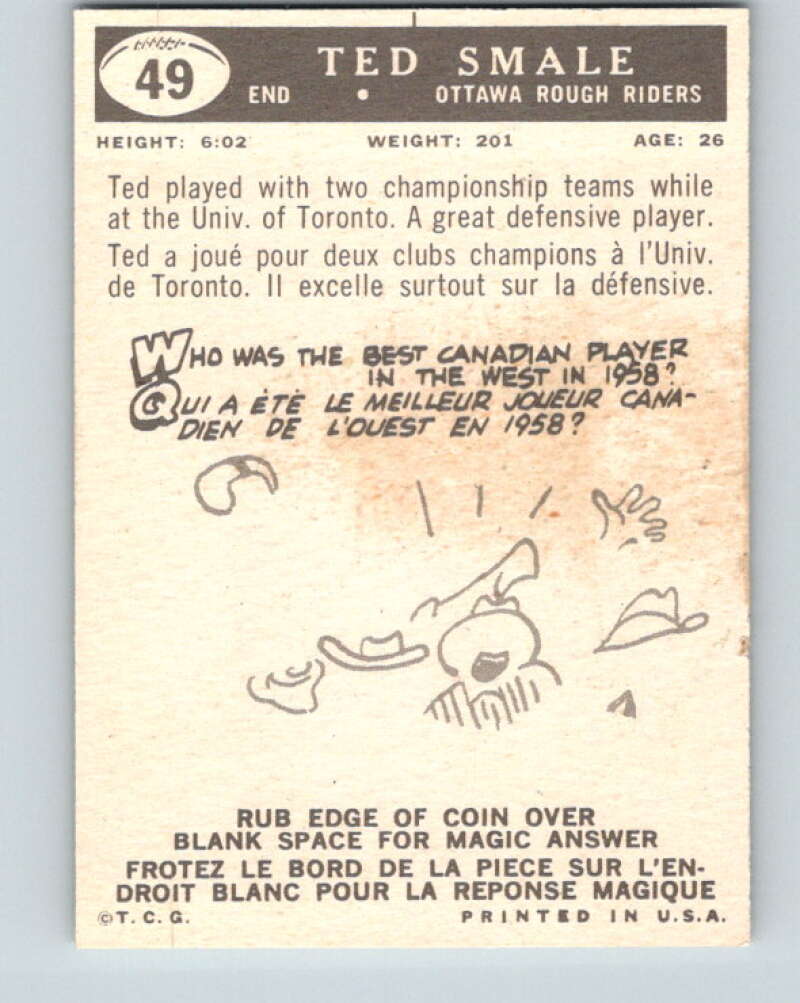 49
TED SMALE
END • OTTAWA ROUGH RIDERS
HEIGHT: 6:02 WEIGHT: 201 AGE: 26
Ted played with two championship teams while
at the Univ. of Toronto. A great defensive player.
Ted a joué pour deux clubs champions à l'Univ.
de Toronto. Il excelle surtout sur la défensive.
WHO WAS THE BEST CANADIAN PLAYER
IN THE WEST IN 1958?
QUI A ÉTÉ LE MEILLEUR JOUEUR CANA-
DIEN DE L'OUEST EN 1958?
RUB EDGE OF COIN OVER
BLANK SPACE FOR MAGIC ANSWER
FROTEZ LE BORD DE LA PIECE SUR L'EN-
DROIT BLANC POUR LA REPONSE MAGIQUE
©T. C. G. PRINTED IN U.S.A.